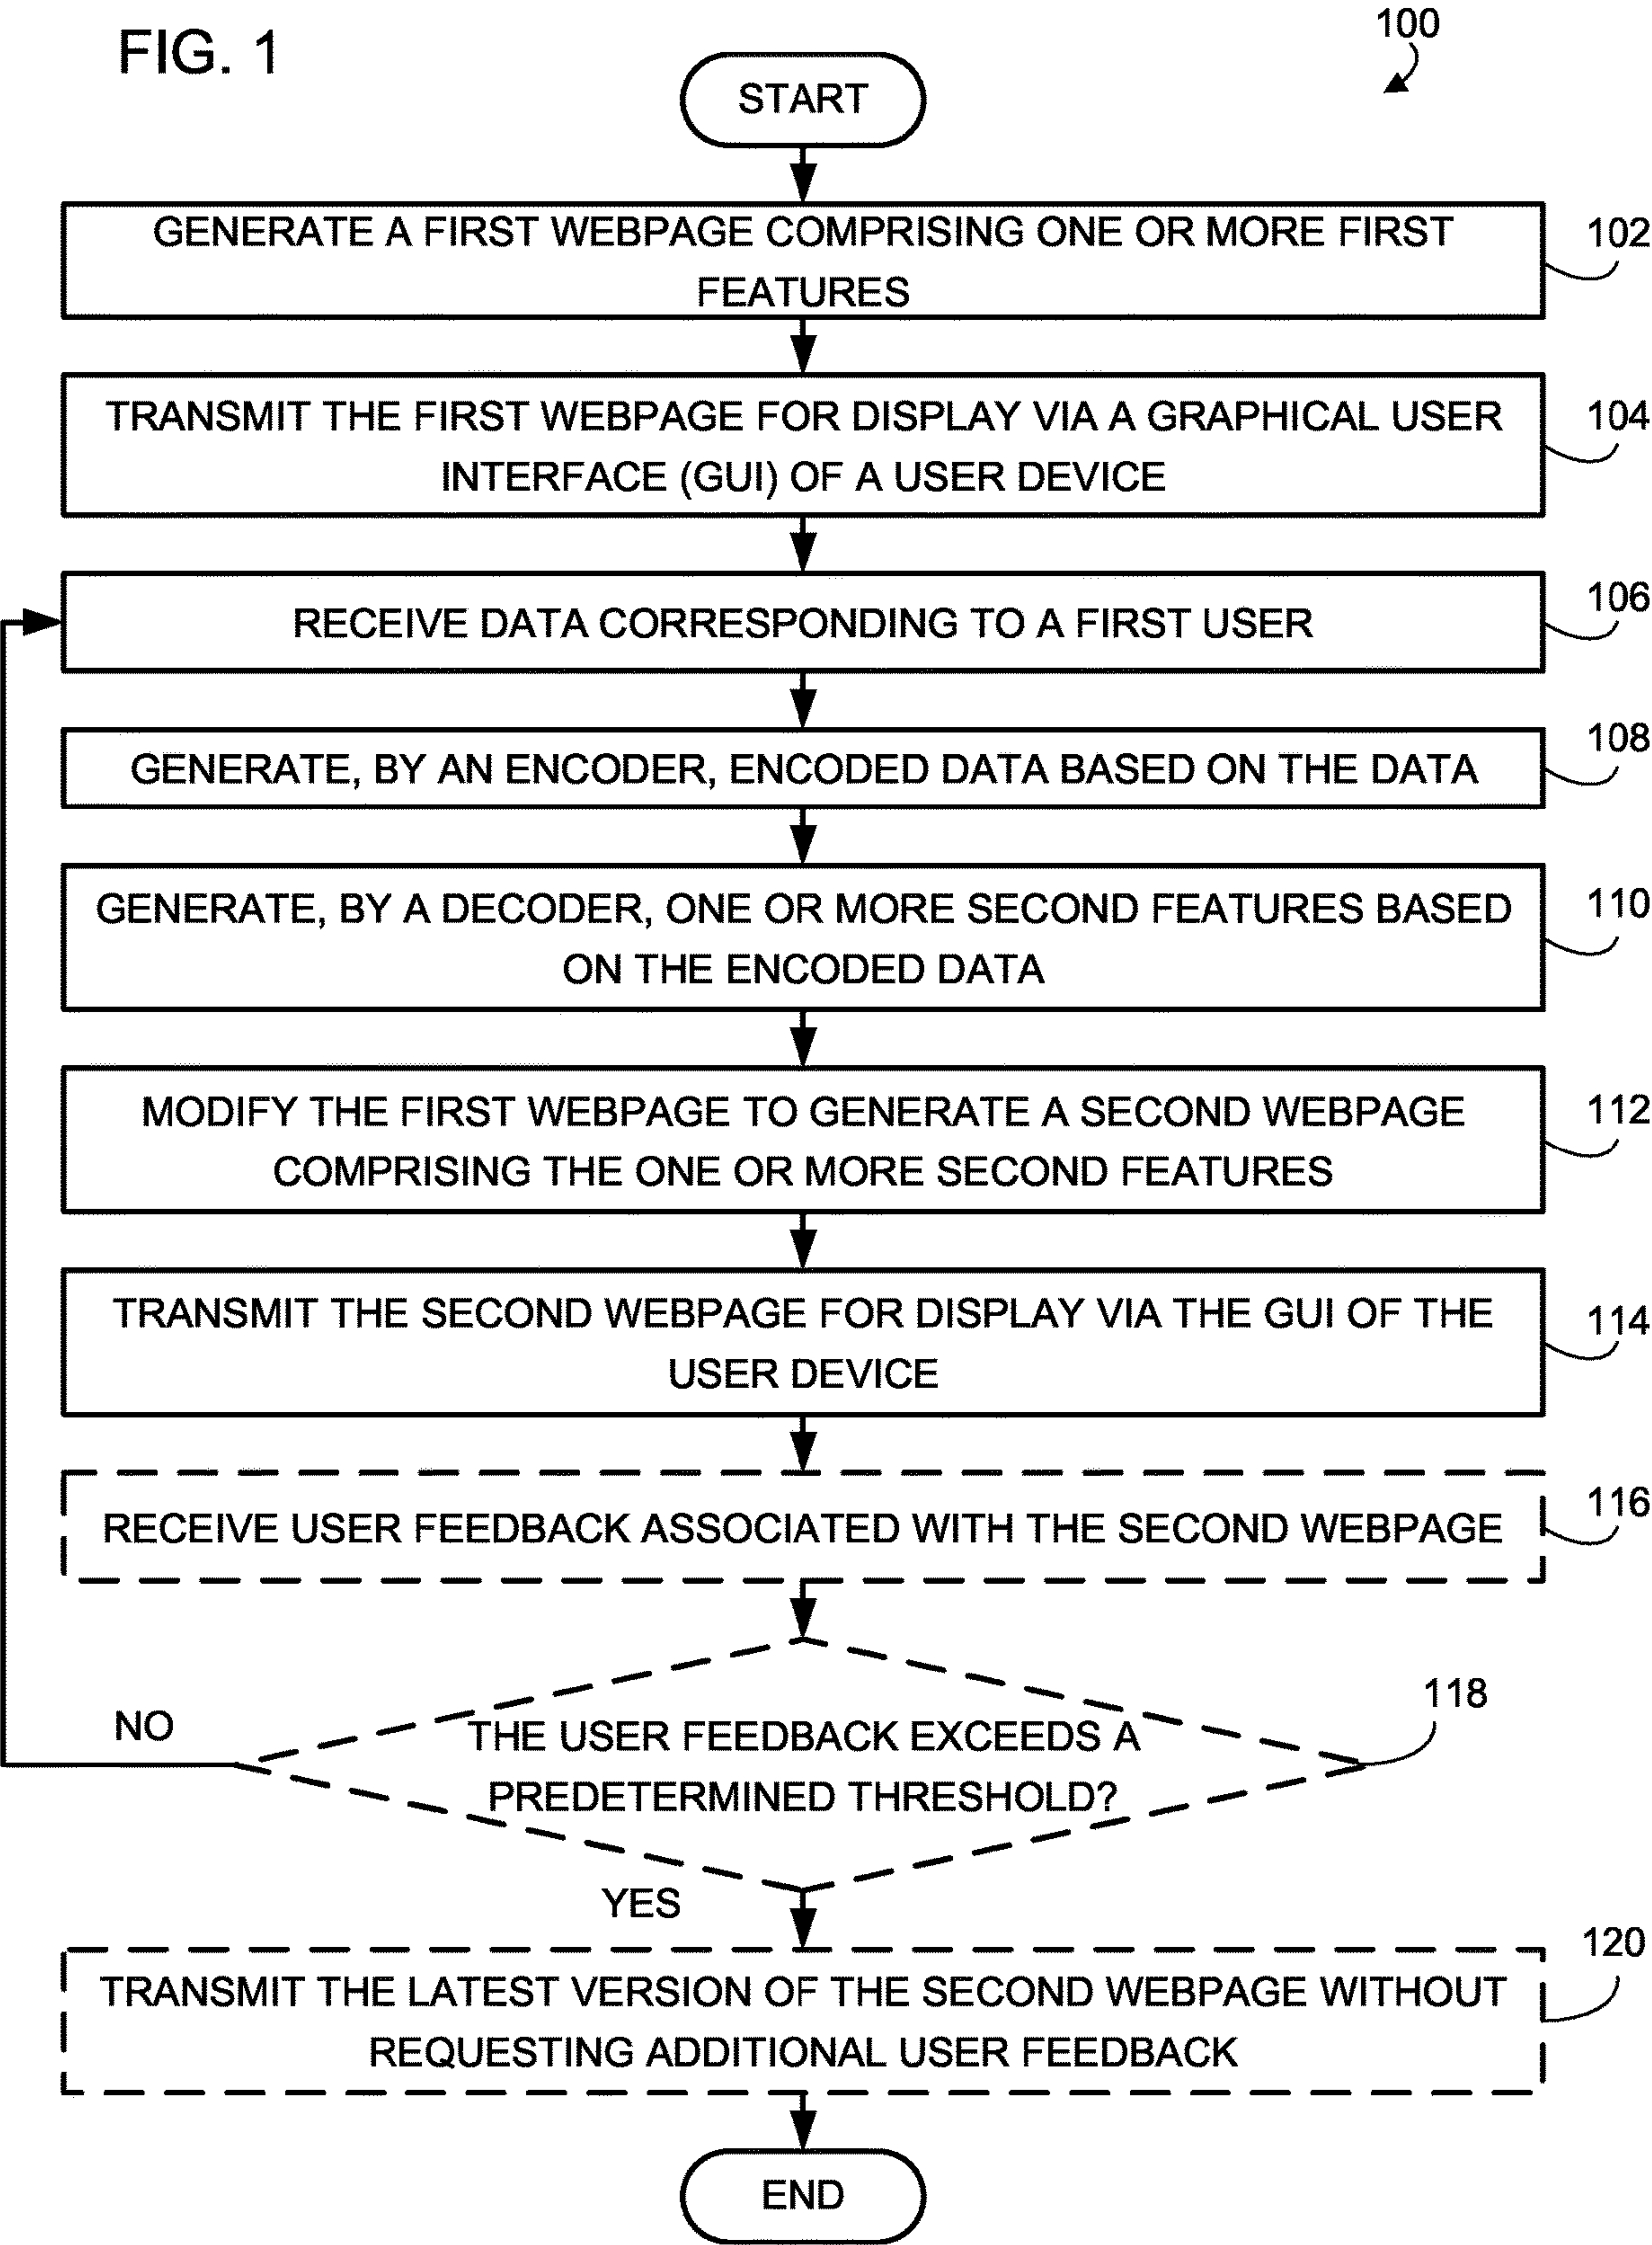 FIG. 1
100
START
GENERATE A FIRST WEBPAGE COMPRISING ONE OR MORE FIRST
FEATURES
102
TRANSMIT THE FIRST WEBPAGE FOR DISPLAY VIA A GRAPHICAL USER
INTERFACE (GUI) OF A USER DEVICE
104
RECEIVE DATA CORRESPONDING TO A FIRST USER
106
GENERATE, BY AN ENCODER, ENCODED DATA BASED ON THE DATA
108
GENERATE, BY A DECODER, ONE OR MORE SECOND FEATURES BASED
ON THE ENCODED DATA
110
MODIFY THE FIRST WEBPAGE TO GENERATE A SECOND WEBPAGE
COMPRISING THE ONE OR MORE SECOND FEATURES
112
TRANSMIT THE SECOND WEBPAGE FOR DISPLAY VIA THE GUI OF THE
USER DEVICE
114
RECEIVE USER FEEDBACK ASSOCIATED WITH THE SECOND WEBPAGE
116
THE USER FEEDBACK EXCEEDS A
PREDETERMINED THRESHOLD?
118
NO
YES
TRANSMIT THE LATEST VERSION OF THE SECOND WEBPAGE WITHOUT
REQUESTING ADDITIONAL USER FEEDBACK
120
END